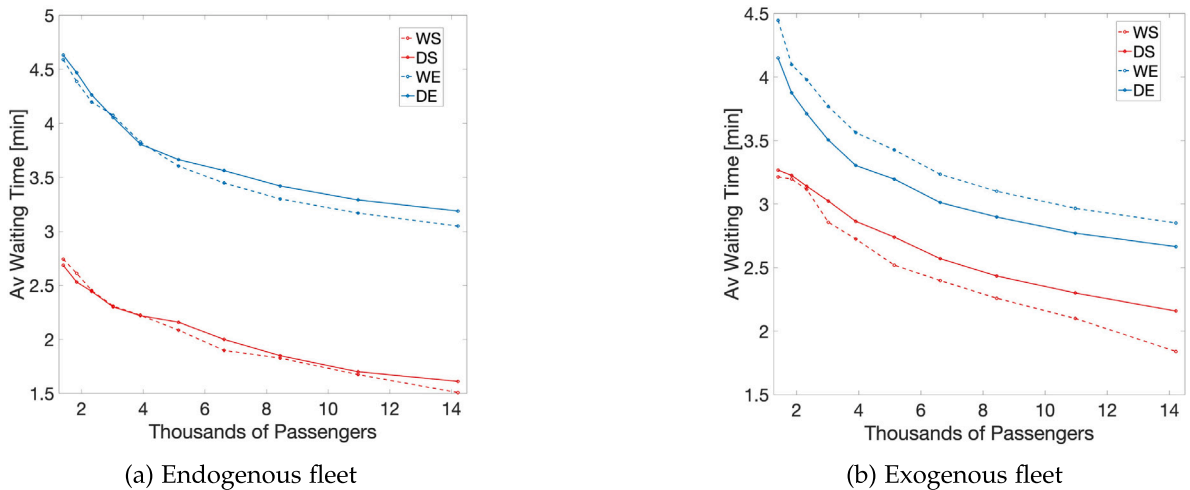 5
4.5
4
3.5
3
2.5
2
1.5
Av Waiting Time [min]
2 4 6 8 10 12 14
Thousands of Passengers
WS
DS
WE
DE
(a) Endogenous fleet
4.5
4
3.5
3
2.5
2
1.5
Av Waiting Time [min]
2 4 6 8 10 12 14
Thousands of Passengers
WS
DS
WE
DE
(b) Exogenous fleet